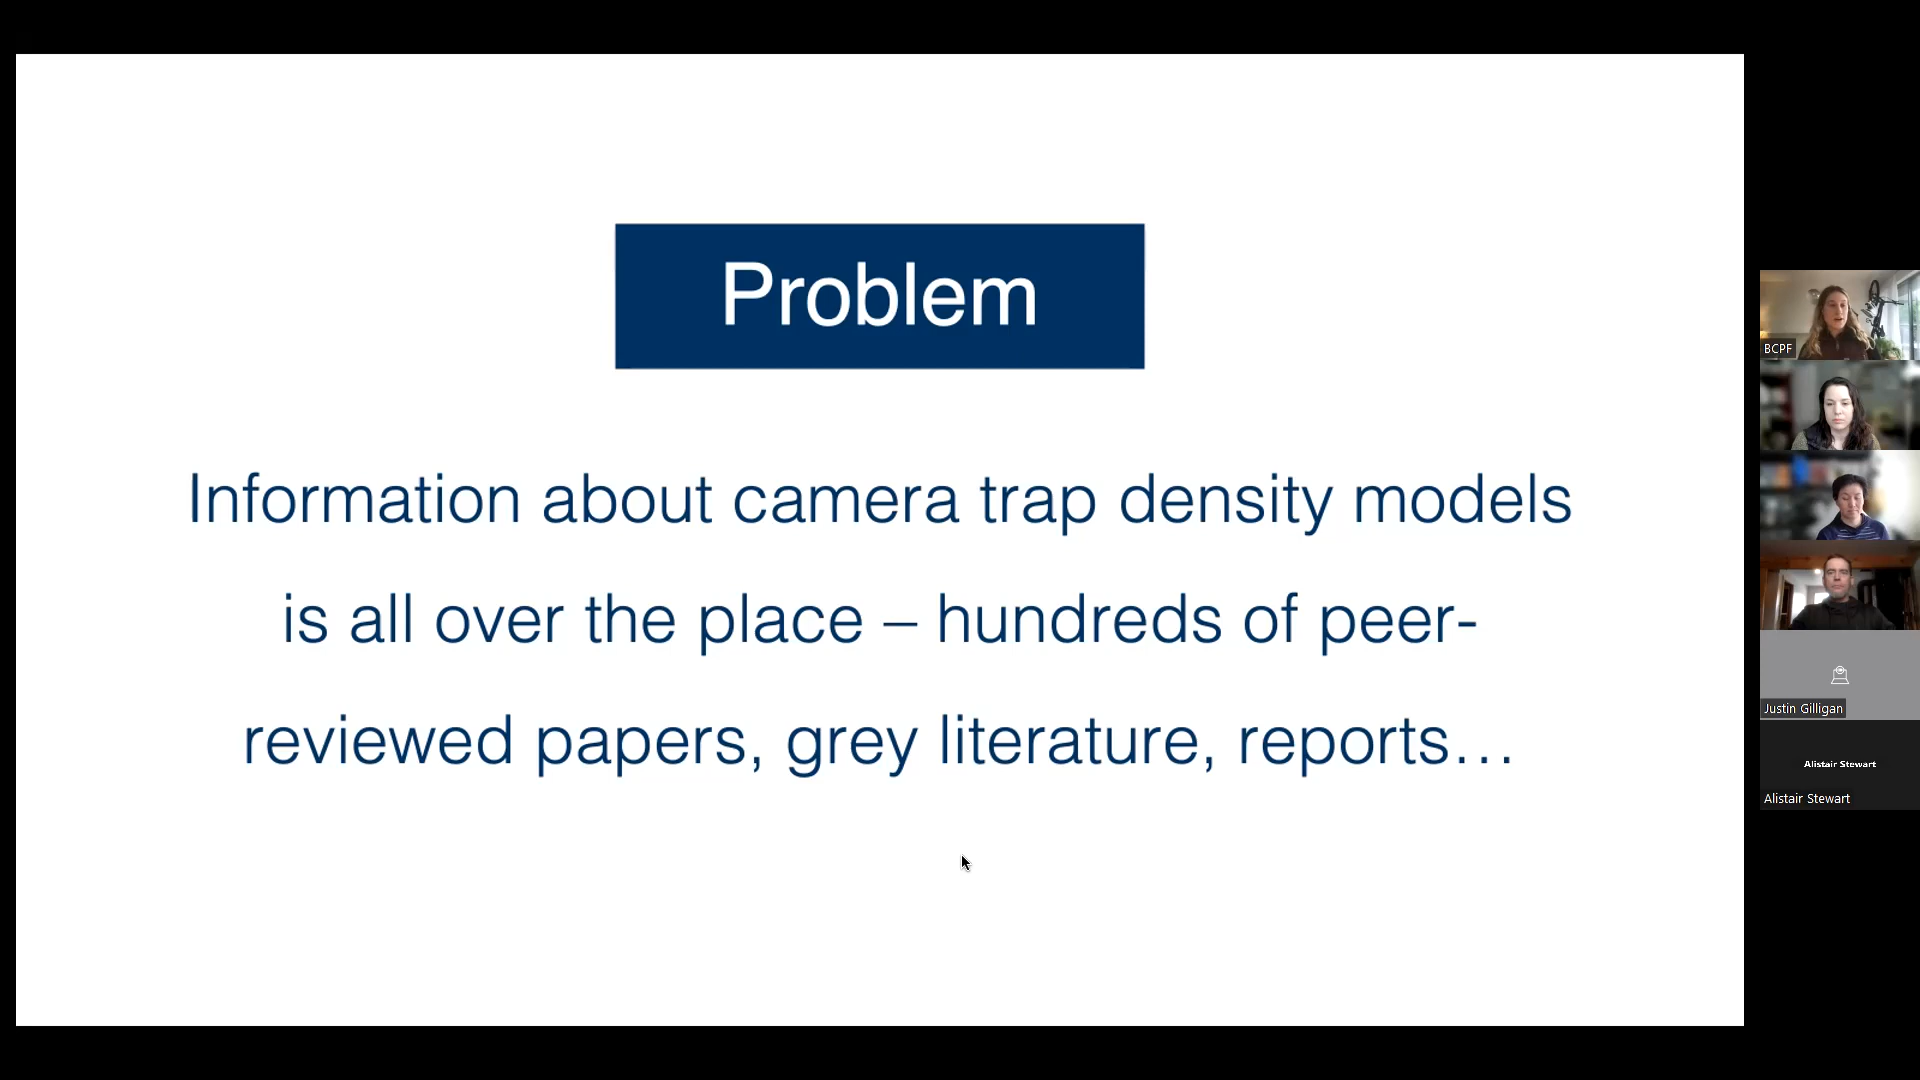 Problem
Information about camera trap density models
is all over the place – hundreds of peer-
reviewed papers, grey literature, reports…
BCPF
Justin Gilligan
Alistair Stewart
Alistair Stewart